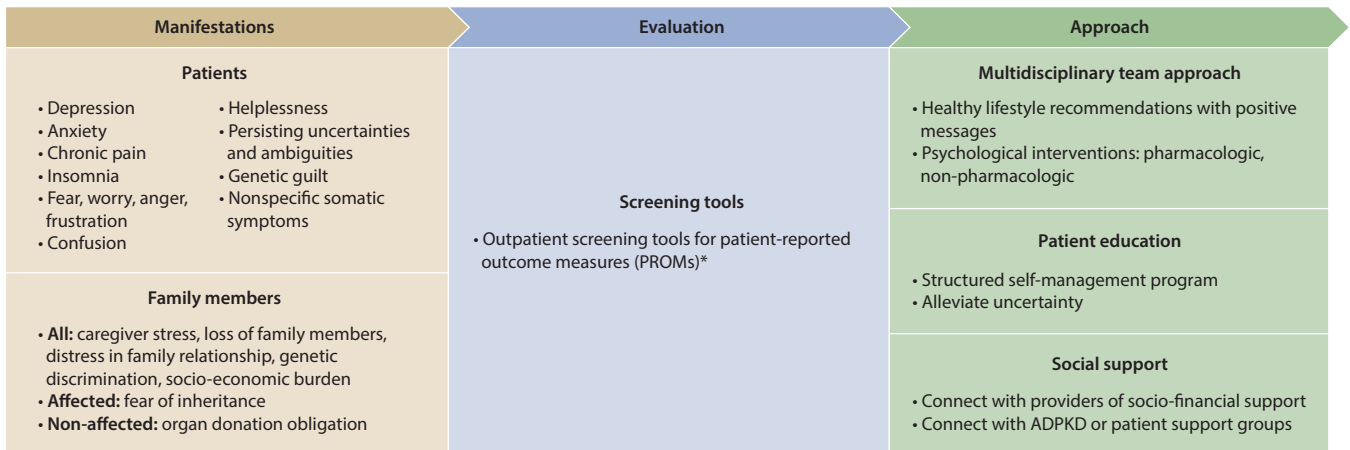 Manifestations
Evaluation
Approach
Patients
• Depression
• Anxiety
• Chronic pain
• Insomnia
• Fear, worry, anger,
frustration
• Confusion
• Helplessness
• Persisting uncertainties
and ambiguities
• Genetic guilt
• Nonspecific somatic
symptoms
Family members
• All: caregiver stress, loss of family members,
distress in family relationship, genetic
discrimination, socio-economic burden
• Affected: fear of inheritance
• Non-affected: organ donation obligation
Screening tools
• Outpatient screening tools for patient-reported
outcome measures (PROMs)*
Multidisciplinary team approach
• Healthy lifestyle recommendations with positive
messages
• Psychological interventions: pharmacologic,
non-pharmacologic
Patient education
• Structured self-management program
• Alleviate uncertainty
Social support
• Connect with providers of socio-financial support
• Connect with ADPKD or patient support groups